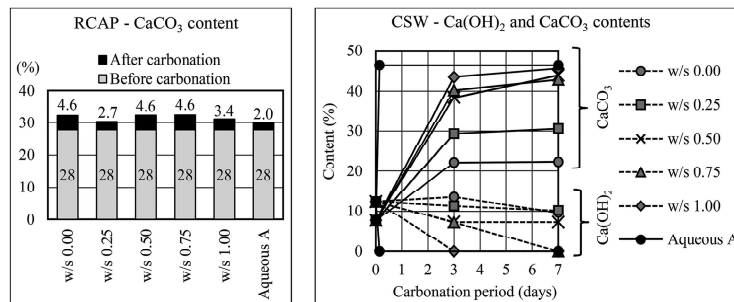 RCAP - CaCO₃ content
After carbonation
Before carbonation
(%)
40
30
20
10
0
4.6
2.7
4.6
4.6
3.4
2.0
28
28
28
28
28
28
w/s 0.00
w/s 0.25
w/s 0.50
w/s 0.75
w/s 1.00
Aqueous A
CSW - Ca(OH)₂ and CaCO₃ contents
Content (%)
50
40
30
20
10
0
0
1
2
3
4
5
6
7
Carbonation period (days)
CaCO₃
Ca(OH)₂
w/s 0.00
w/s 0.25
w/s 0.50
w/s 0.75
w/s 1.00
Aqueous A